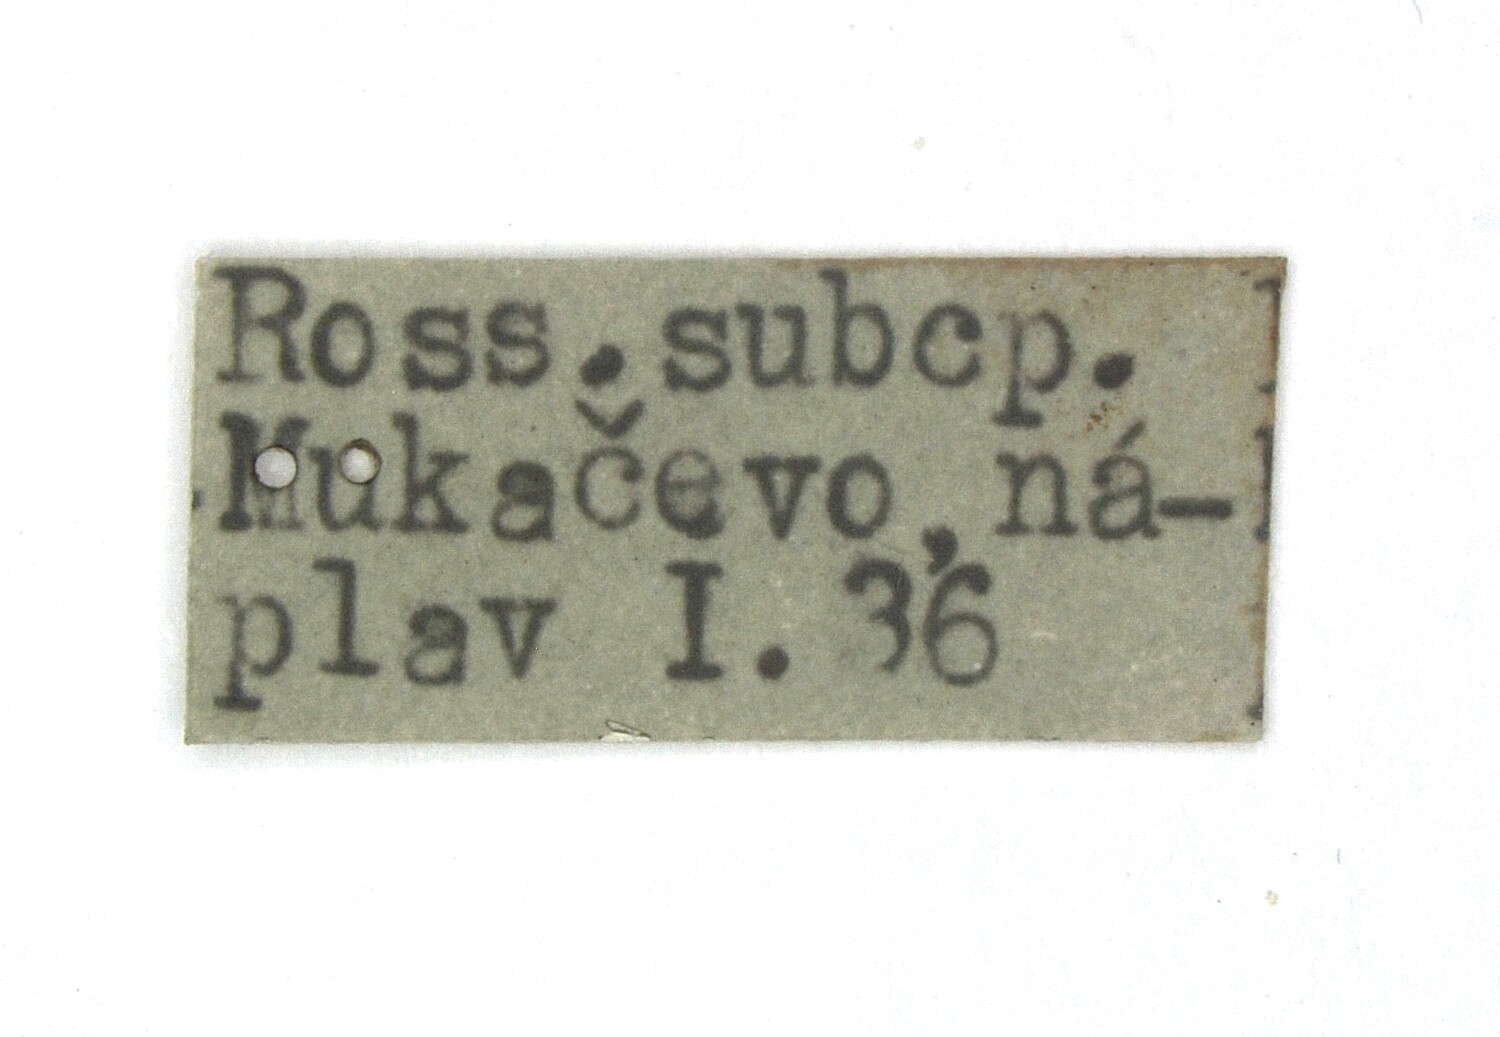 Ross.subcp.
Mukačevo, ná-
plav I.36